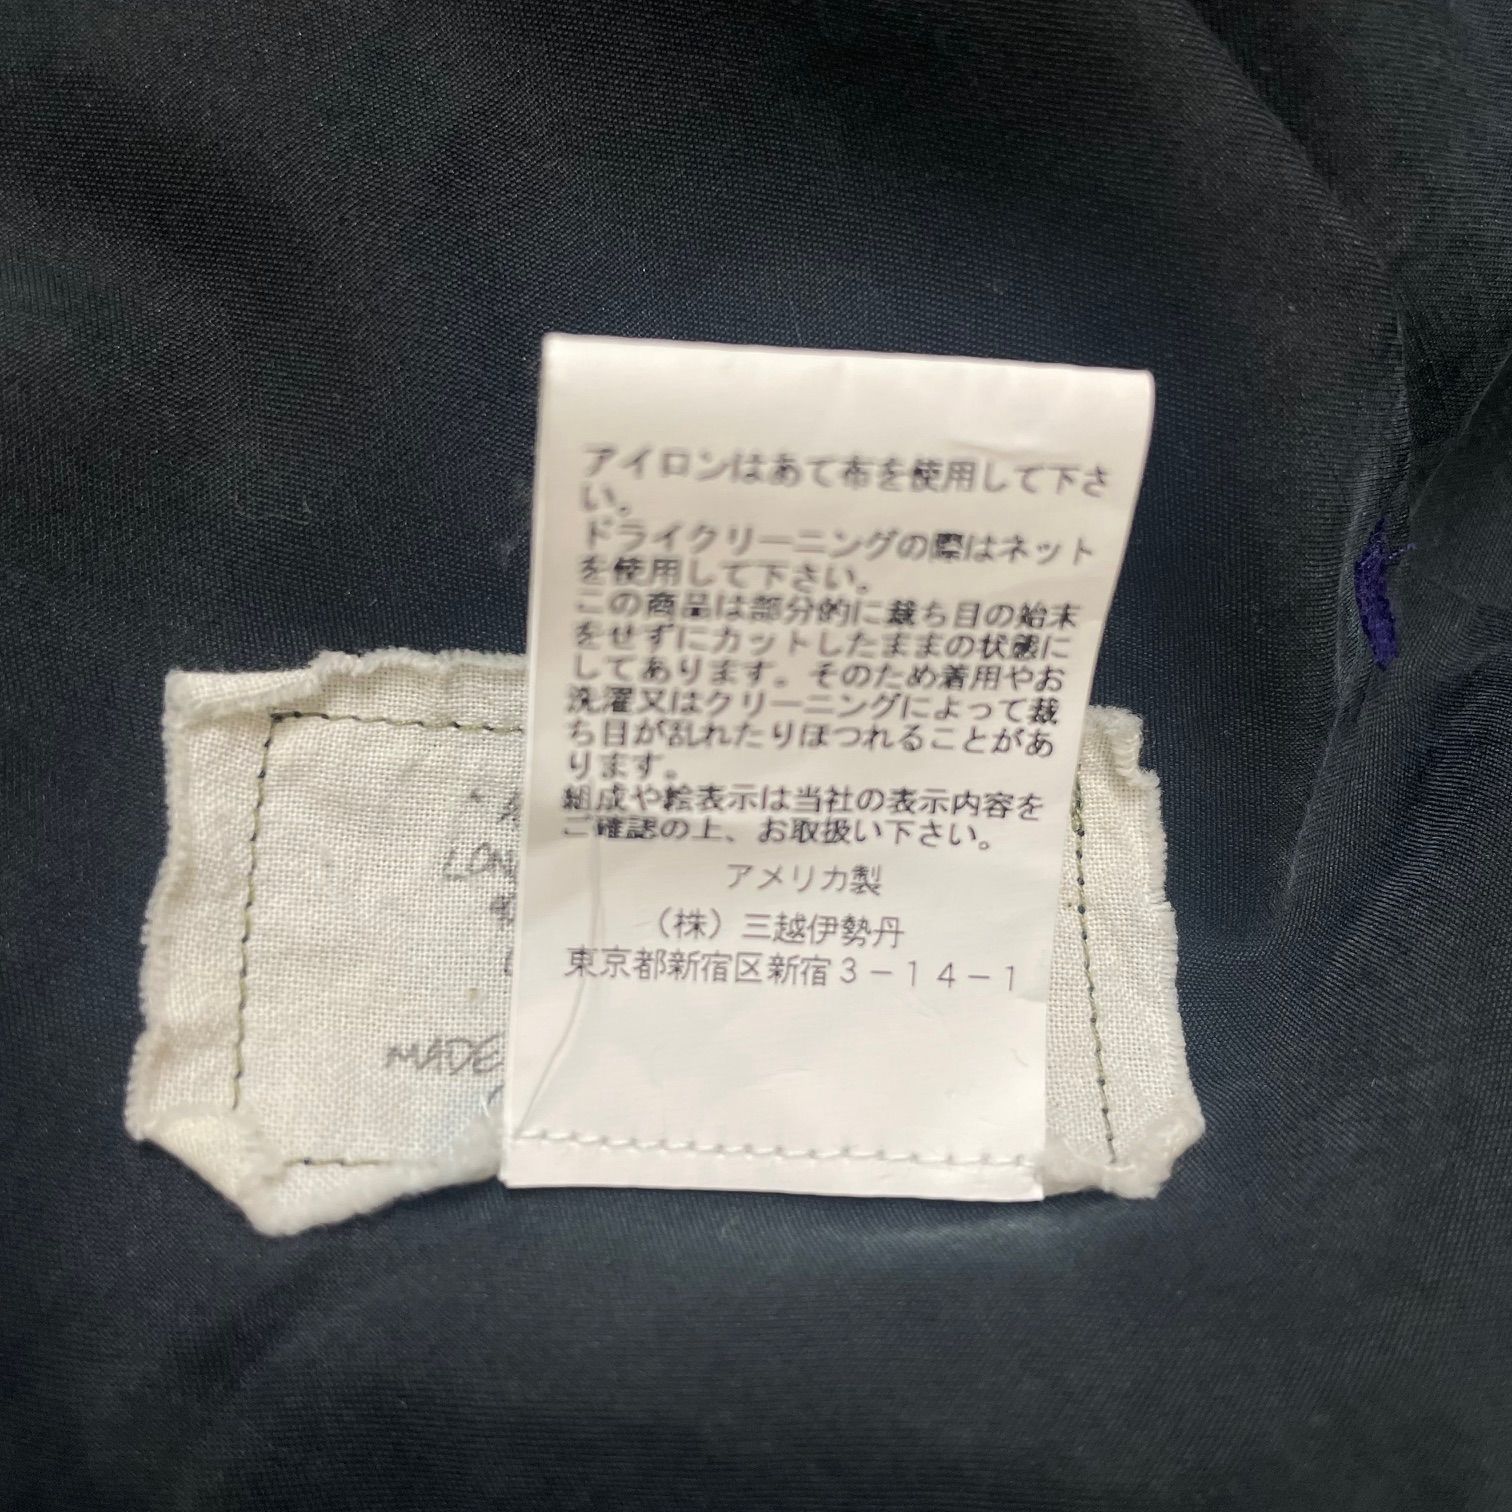 アイロンはあて布を使用して下さ
い。
ドライクリーニングの際はネット
を使用して下さい。
この商品は部分的に裁ち目の始末
をせずにカットしたままの状態に
してあります。そのため着用やお
洗濯又はクリーニングによって裁
ち目が乱れたりほつれることがあ
ります。
組成や絵表示は当社の表示内容を
ご確認の上、お取扱い下さい。
アメリカ製
(株)三越伊勢丹
東京都新宿区新宿3-14-1
LON
MADE